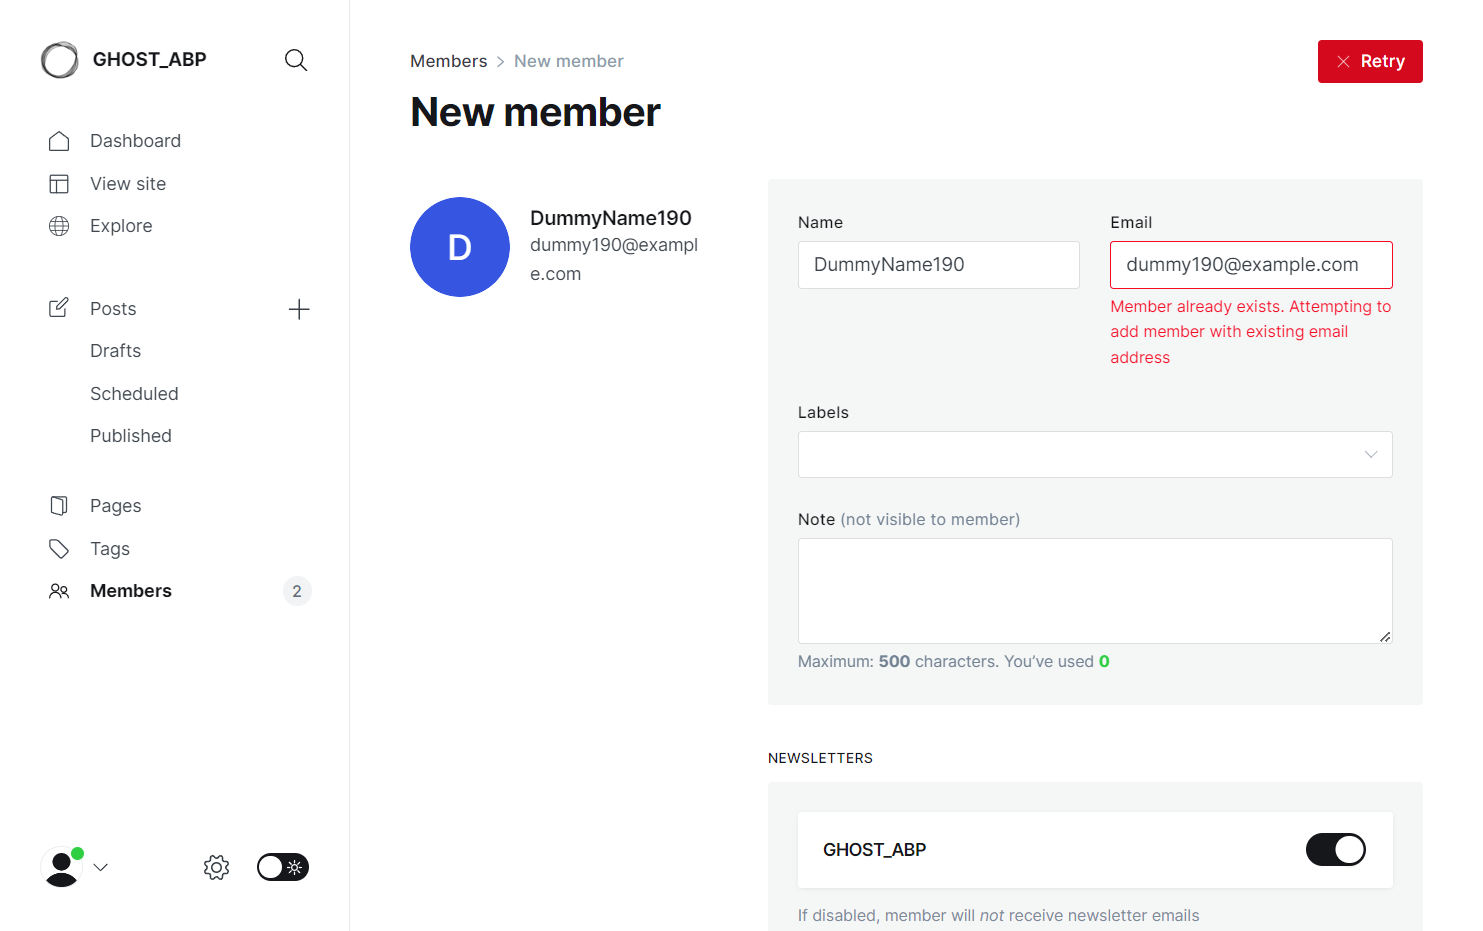 GHOST_ABP
Dashboard
View site
Explore
Posts
Drafts
Scheduled
Published
Pages
Tags
Members
2
Members > New member
Retry
New member
D
DummyName190
dummy190@exampl
e.com
Name
DummyName190
Email
dummy190@example.com
Member already exists. Attempting to
add member with existing email
address
Labels
Note (not visible to member)
Maximum: 500 characters. You’ve used 0
NEWSLETTERS
GHOST_ABP
If disabled, member will not receive newsletter emails